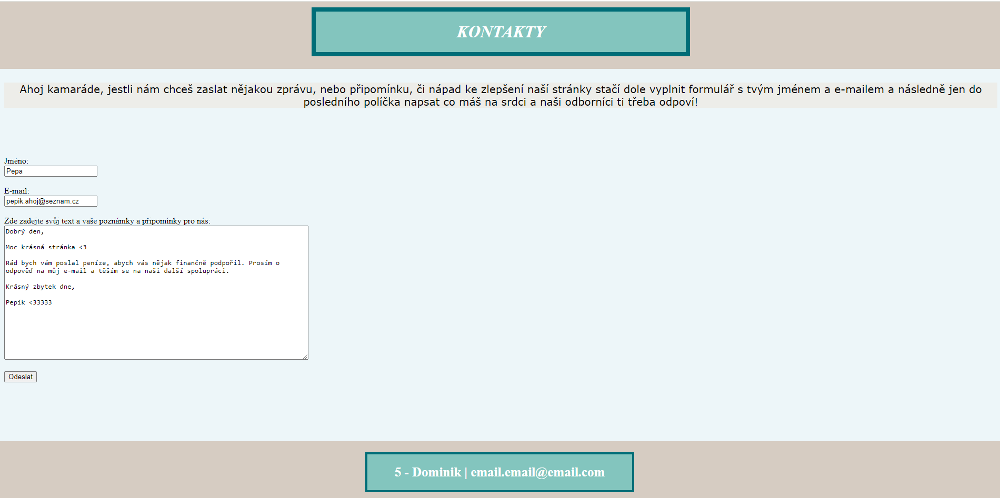 KONTAKTY
Ahoj kamaráde, jestli nám chceš zaslat nějakou zprávu, nebo připomínku, či nápad ke zlepšení naší stránky stačí dole vyplnit formulář s tvým jménem a e-mailem a následně jen do
posledního políčka napsat co máš na srdci a naši odborníci ti třeba odpoví!
Jméno:
Pepa
E-mail:
pepik.ahoj@seznam.cz
Zde zadejte svůj text a vaše poznámky a připomínky pro nás:
Dobrý den,
Moc krásná stránka <3
Rád bych vám poslal peníze, abych vás nějak finančně podpořil. Prosím o
odpověď na můj e-mail a těším se na naši další spolupráci.
Krásný zbytek dne,
Pepík <33333
Odeslat
5 - Dominik | email.email@email.com